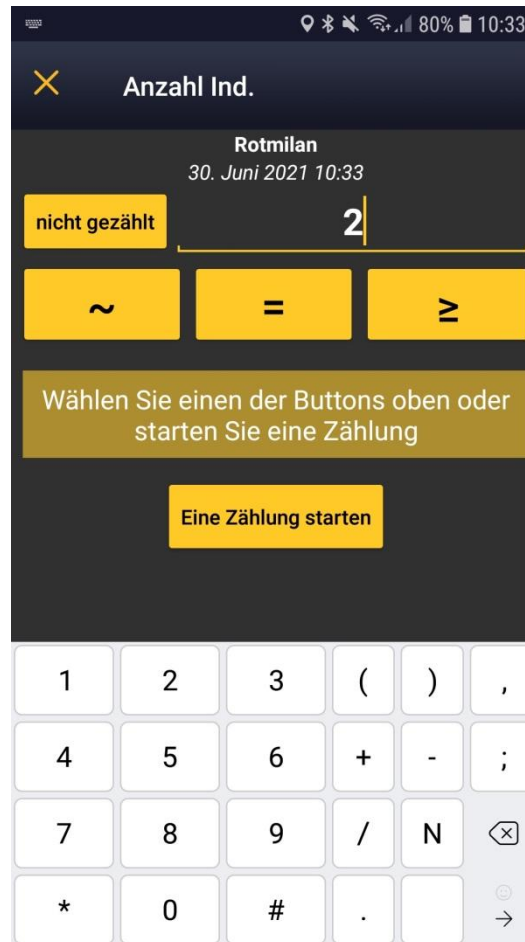 80% 10:33
Anzahl Ind.
Rotmilan
30. Juni 2021 10:33
nicht gezählt 2
~ = ≥
Wählen Sie einen der Buttons oben oder
starten Sie eine Zählung
Eine Zählung starten
1 2 3 ( ) ,
4 5 6 + - ;
7 8 9 / N
* 0 # .